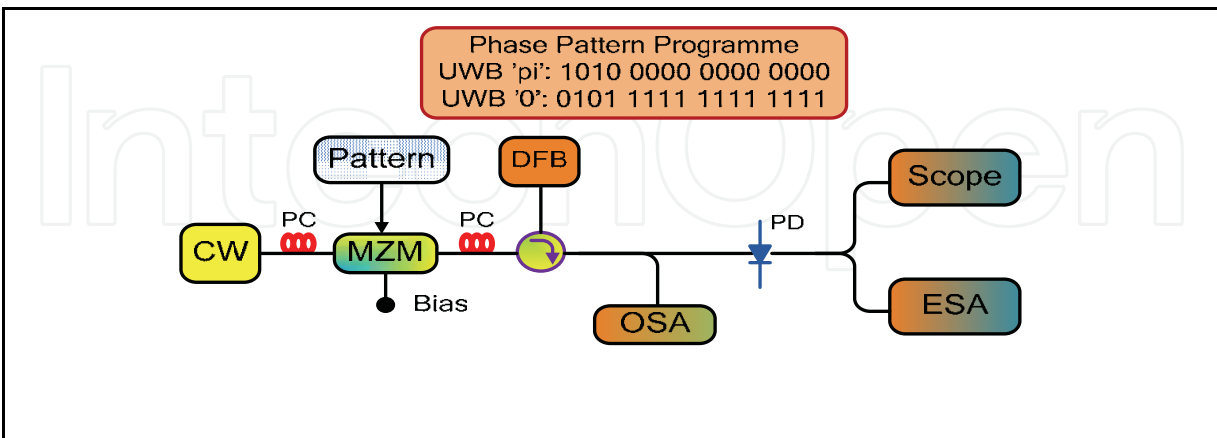 Phase Pattern Programme
UWB 'pi': 1010 0000 0000 0000
UWB '0': 0101 1111 1111 1111
IntechOpen
Pattern
DFB
Scope
PC
PC
PD
CW
MZM
Bias
OSA
ESA